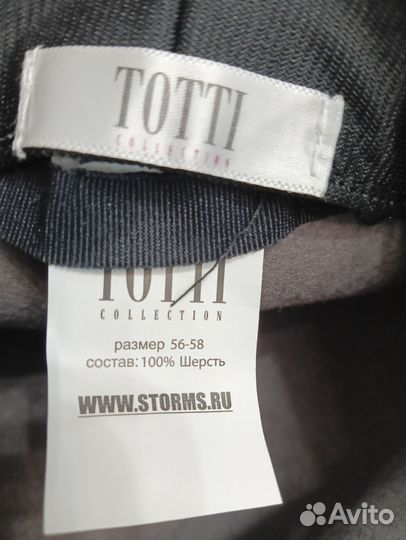 TOTTI
COLLECTION
TOTTI
COLLECTION
размер 56-58
состав: 100% Шерсть
WWW.STORMS.RU
Avito